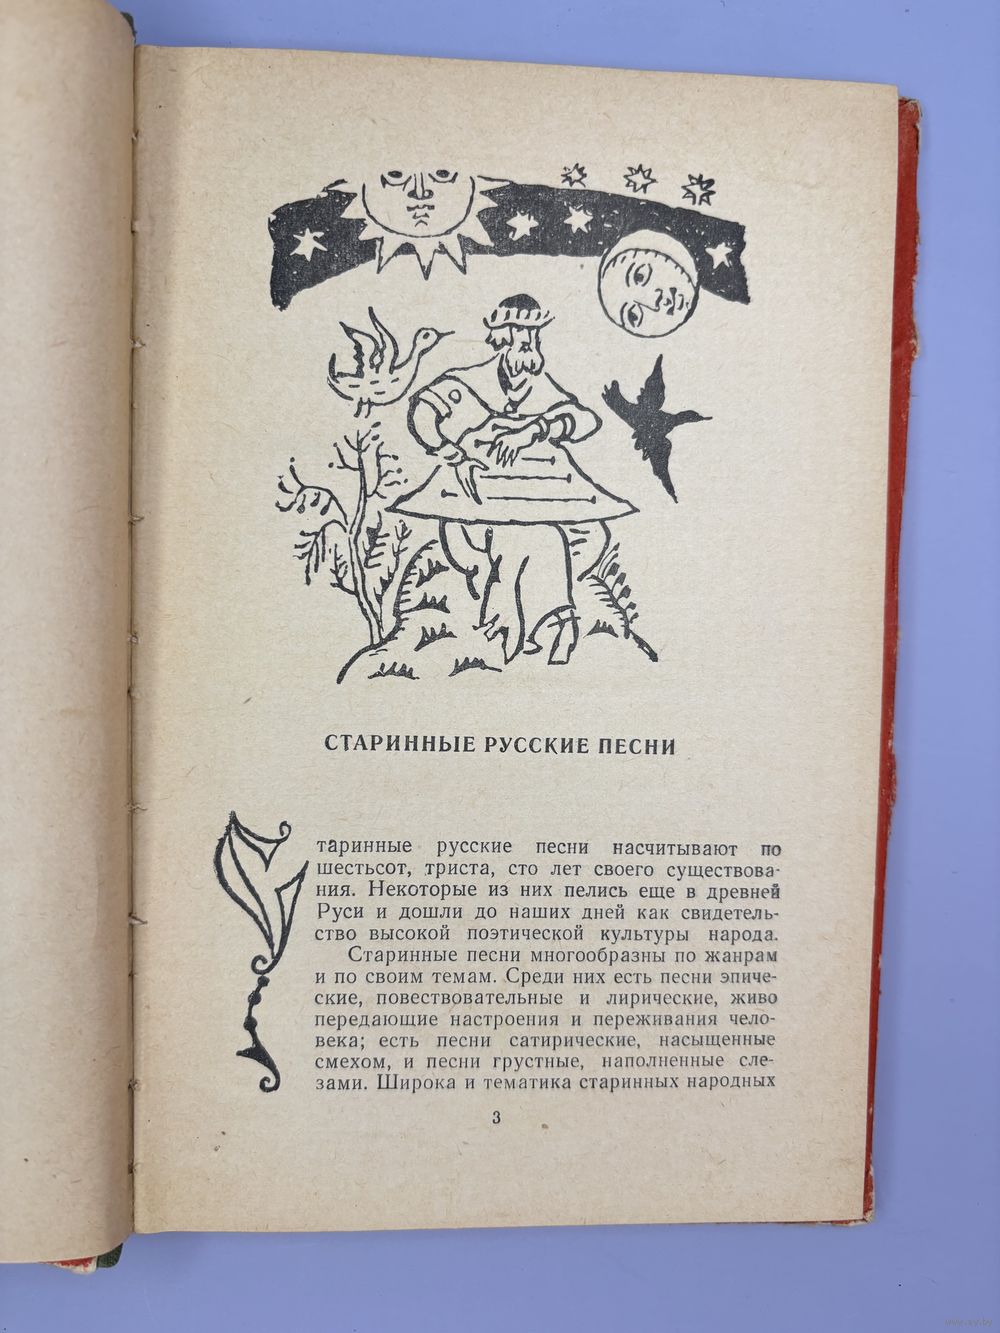 СТАРИННЫЕ РУССКИЕ ПЕСНИ
Старинные русские песни насчитывают по
шестьсот, триста, сто лет своего существова-
ния. Некоторые из них пелись еще в древней
Руси и дошли до наших дней как свидетель-
ство высокой поэтической культуры народа.
Старинные песни многообразны по жанрам
и по своим темам. Среди них есть песни эпиче-
ские, повествовательные и лирические, живо
передающие настроения и переживания чело-
века; есть песни сатирические, насыщенные
смехом, и песни грустные, наполненные сле-
зами. Широка и тематика старинных народных
3